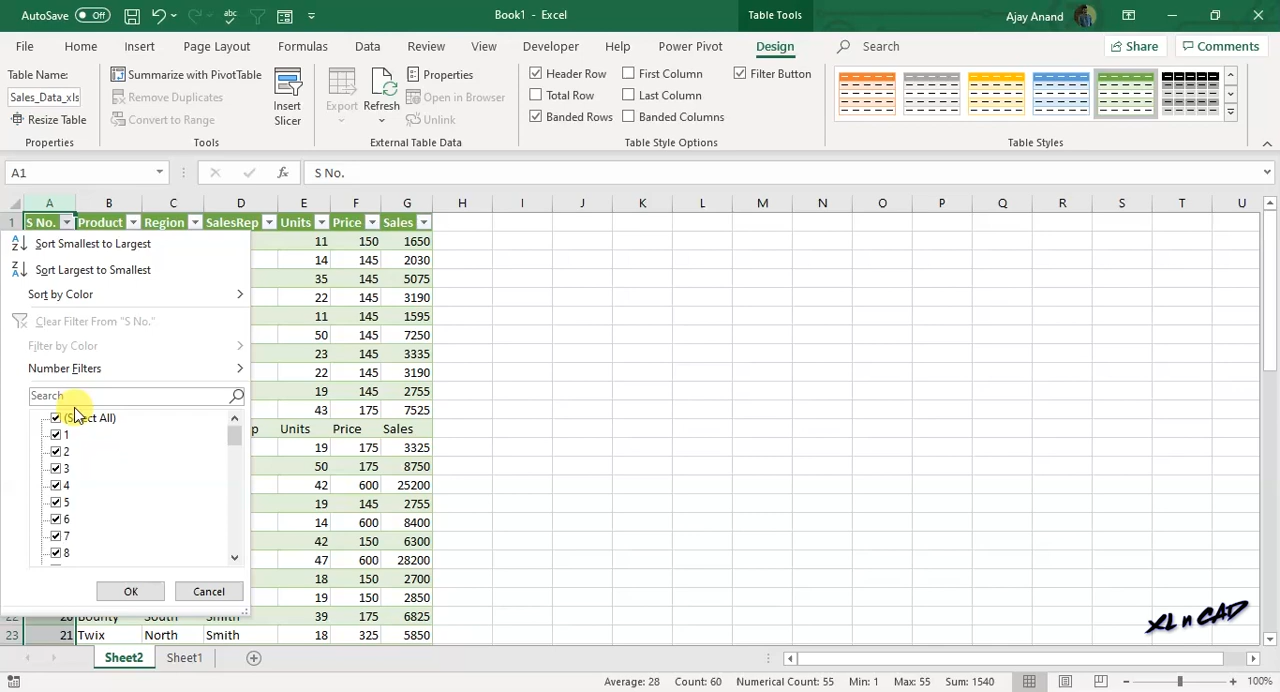 AutoSave Off Book1 - Excel Table Tools Ajay Anand
File Home Insert Page Layout Formulas Data Review View Developer Help Power Pivot Design Search Share Comments
Table Name: Summarize with PivotTable Properties Header Row First Column Filter Button
Sales_Data_xls Remove Duplicates Insert Slicer Export Refresh Open in Browser Total Row Last Column
Resize Table Convert to Range Unlink Banded Rows Banded Columns
Properties Tools External Table Data Table Style Options Table Styles
A1 fx S No.
A B C D E F G H I J K L M N O P Q R S T U
1 S No. Product Region SalesRep Units Price Sales
Sort Smallest to Largest 11 150 1650
14 145 2030
Sort Largest to Smallest 35 145 5075
Sort by Color 22 145 3190
Clear Filter From "S No." 11 145 1595
50 145 7250
Filter by Color 23 145 3335
Number Filters 22 145 3190
Search 19 145 2755
(Select All) 43 175 7525
1 p Units Price Sales
2 19 175 3325
3 50 175 8750
4 42 600 25200
5 19 145 2755
6 14 600 8400
7 42 150 6300
8 47 600 28200
18 150 2700
OK Cancel 19 150 2850
22 20 Bounty South Smith 39 175 6825
23 21 Twix North Smith 18 325 5850
XL n CAD
Sheet2 Sheet1
Average: 28 Count: 60 Numerical Count: 55 Min: 1 Max: 55 Sum: 1540 100%